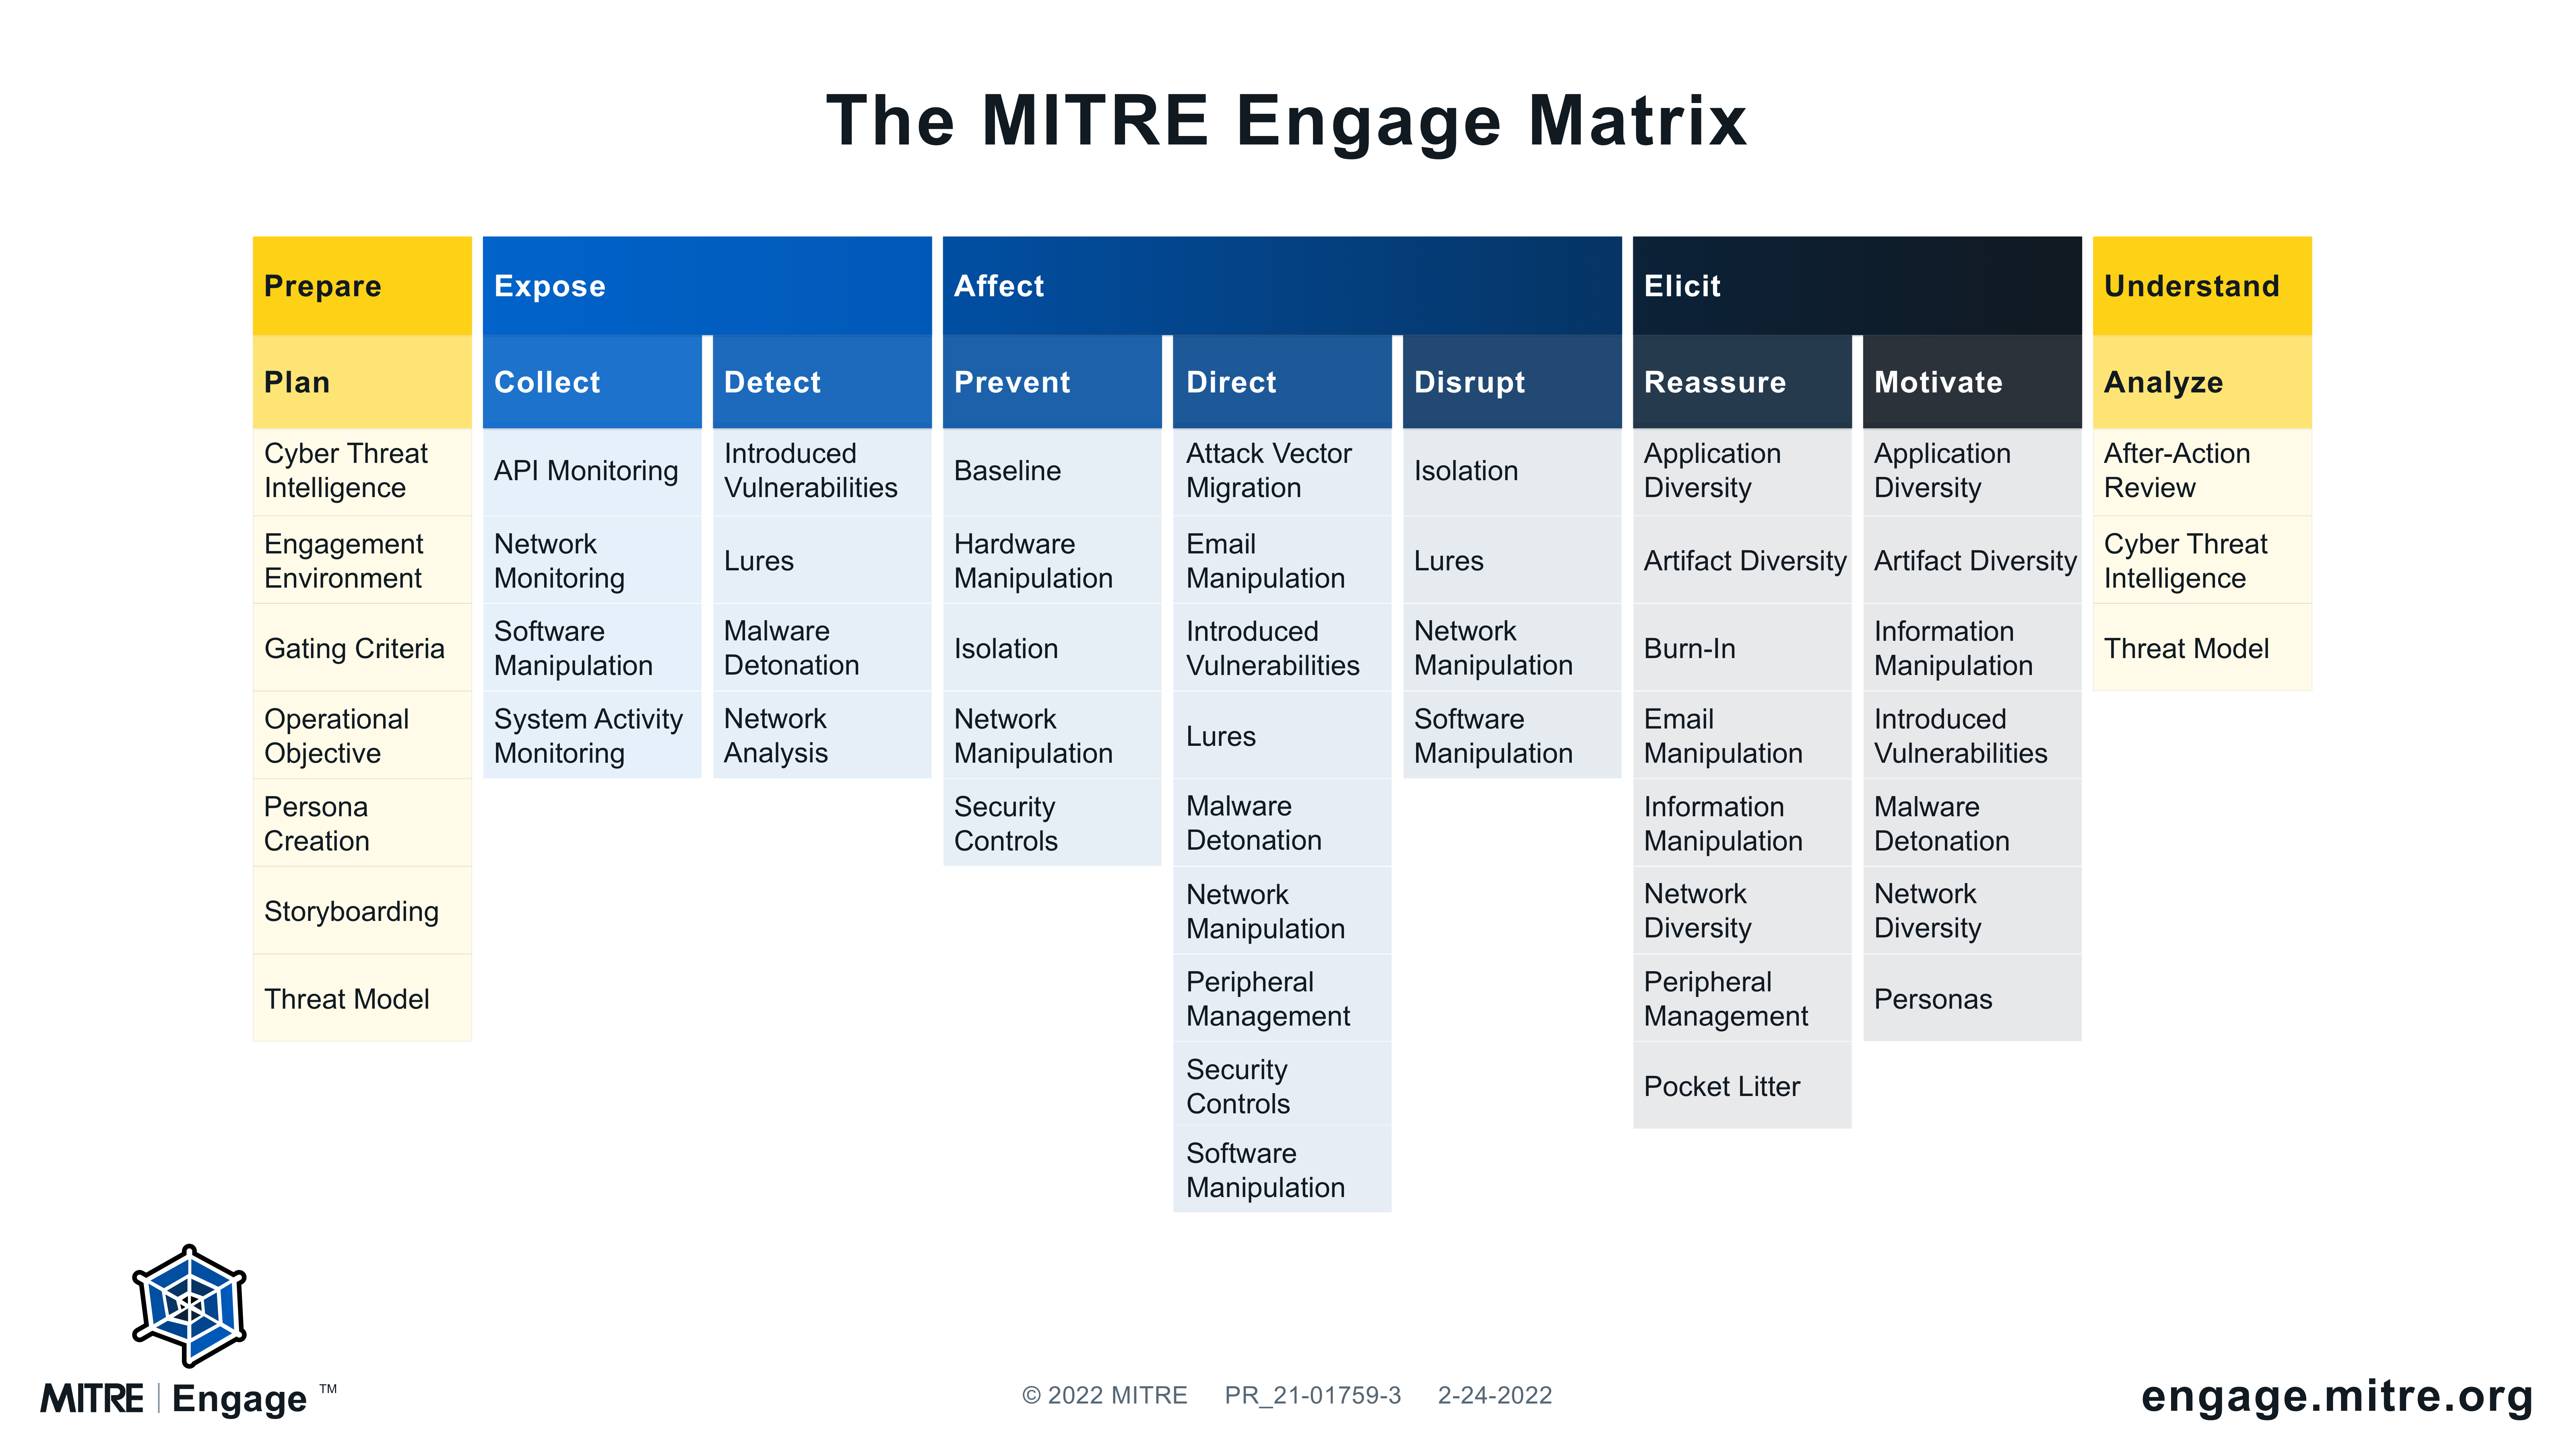 The MITRE Engage Matrix
Prepare
Plan
Cyber Threat
Intelligence
Engagement
Environment
Gating Criteria
Operational
Objective
Persona
Creation
Storyboarding
Threat Model
Expose
Collect
API Monitoring
Network
Monitoring
Software
Manipulation
System Activity
Monitoring
Detect
Introduced
Vulnerabilities
Lures
Malware
Detonation
Network
Analysis
Affect
Prevent
Baseline
Hardware
Manipulation
Isolation
Network
Manipulation
Security
Controls
Direct
Attack Vector
Migration
Email
Manipulation
Introduced
Vulnerabilities
Lures
Malware
Detonation
Network
Manipulation
Peripheral
Management
Security
Controls
Software
Manipulation
Disrupt
Isolation
Lures
Network
Manipulation
Software
Manipulation
Elicit
Reassure
Application
Diversity
Artifact Diversity
Burn-In
Email
Manipulation
Information
Manipulation
Network
Diversity
Peripheral
Management
Pocket Litter
Motivate
Application
Diversity
Artifact Diversity
Information
Manipulation
Introduced
Vulnerabilities
Malware
Detonation
Network
Diversity
Personas
Understand
Analyze
After-Action
Review
Cyber Threat
Intelligence
Threat Model
MITRE | Engage ™
© 2022 MITRE PR_21-01759-3 2-24-2022
engage.mitre.org